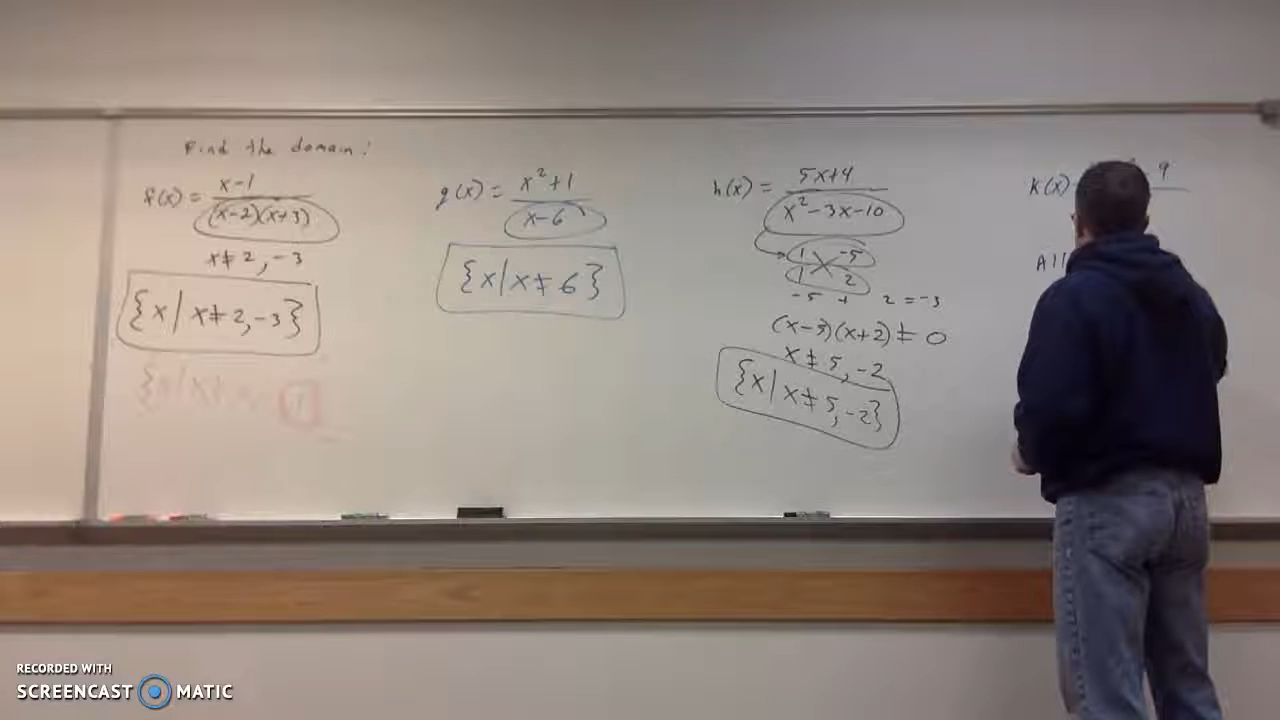 Find the domain!
f(x) = x-1 / (x-2)(x+3)
x≠2, -3
{x | x≠2, -3}
g(x) = x²+1 / x-6
{x | x≠6}
h(x) = 5x+4 / x²-3x-10
1 -5
1 2
-5 + 2 = -3
(x-5)(x+2) ≠ 0
x≠5, -2
{x | x≠5, -2}
k(x) 9
All
RECORDED WITH
SCREENCAST MATIC